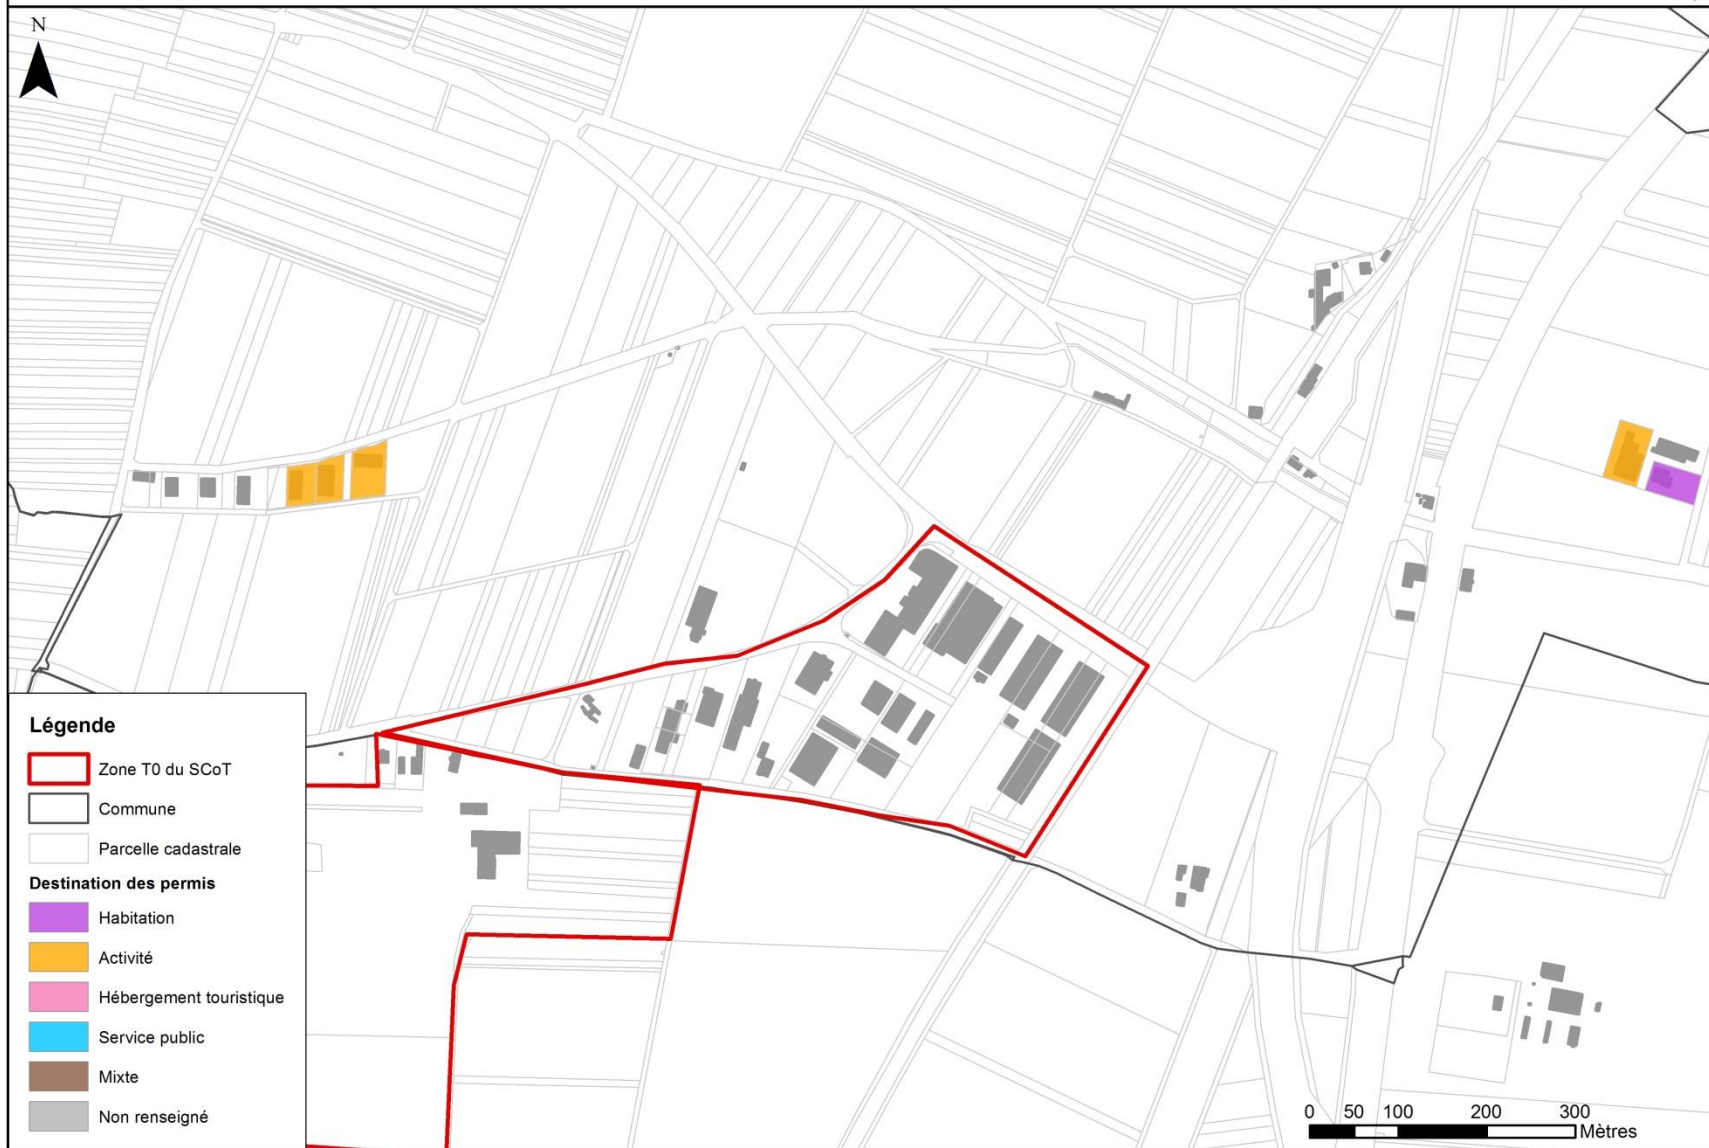 N
Légende
Zone T0 du SCoT
Commune
Parcelle cadastrale
Destination des permis
Habitation
Activité
Hébergement touristique
Service public
Mixte
Non renseigné
0 50 100 200 300
Mètres